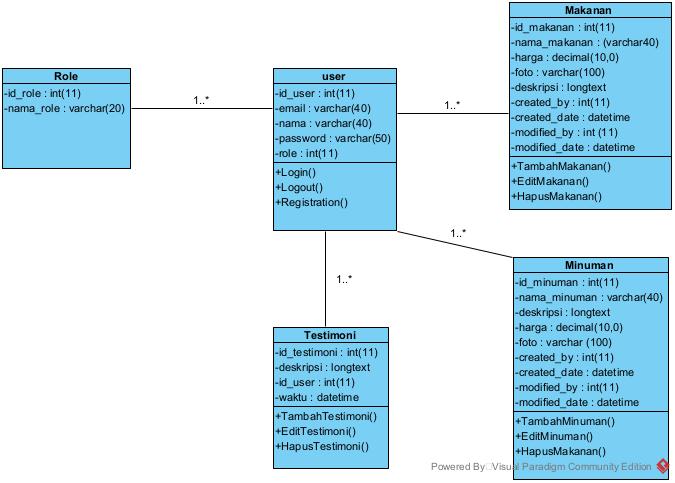 Role
-id_role : int(11)
-nama_role : varchar(20)
1..*
user
-id_user : int(11)
-email : varchar(40)
-nama : varchar(40)
-password : varchar(50)
-role : int(11)
+Login()
+Logout()
+Registration()
1..*
Makanan
-id_makanan : int(11)
-nama_makanan : (varchar40)
-harga : decimal(10,0)
-foto : varchar(100)
-deskripsi : longtext
-created_by : int(11)
-created_date : datetime
-modified_by : int (11)
-modified_date : datetime
+TambahMakanan()
+EditMakanan()
+HapusMakanan()
1..*
1..*
Testimoni
-id_testimoni : int(11)
-deskripsi : longtext
-id_user : int(11)
-waktu : datetime
+TambahTestimoni()
+EditTestimoni()
+HapusTestimoni()
Minuman
-id_minuman : int(11)
-nama_minuman : varchar(40)
-deskripsi : longtext
-harga : decimal(10,0)
-foto : varchar (100)
-created_by : int(11)
-created_date : datetime
-modified_by : int(11)
-modified_date : datetime
+TambahMinuman()
+EditMinuman()
+HapusMakanan()
Powered By Visual Paradigm Community Edition